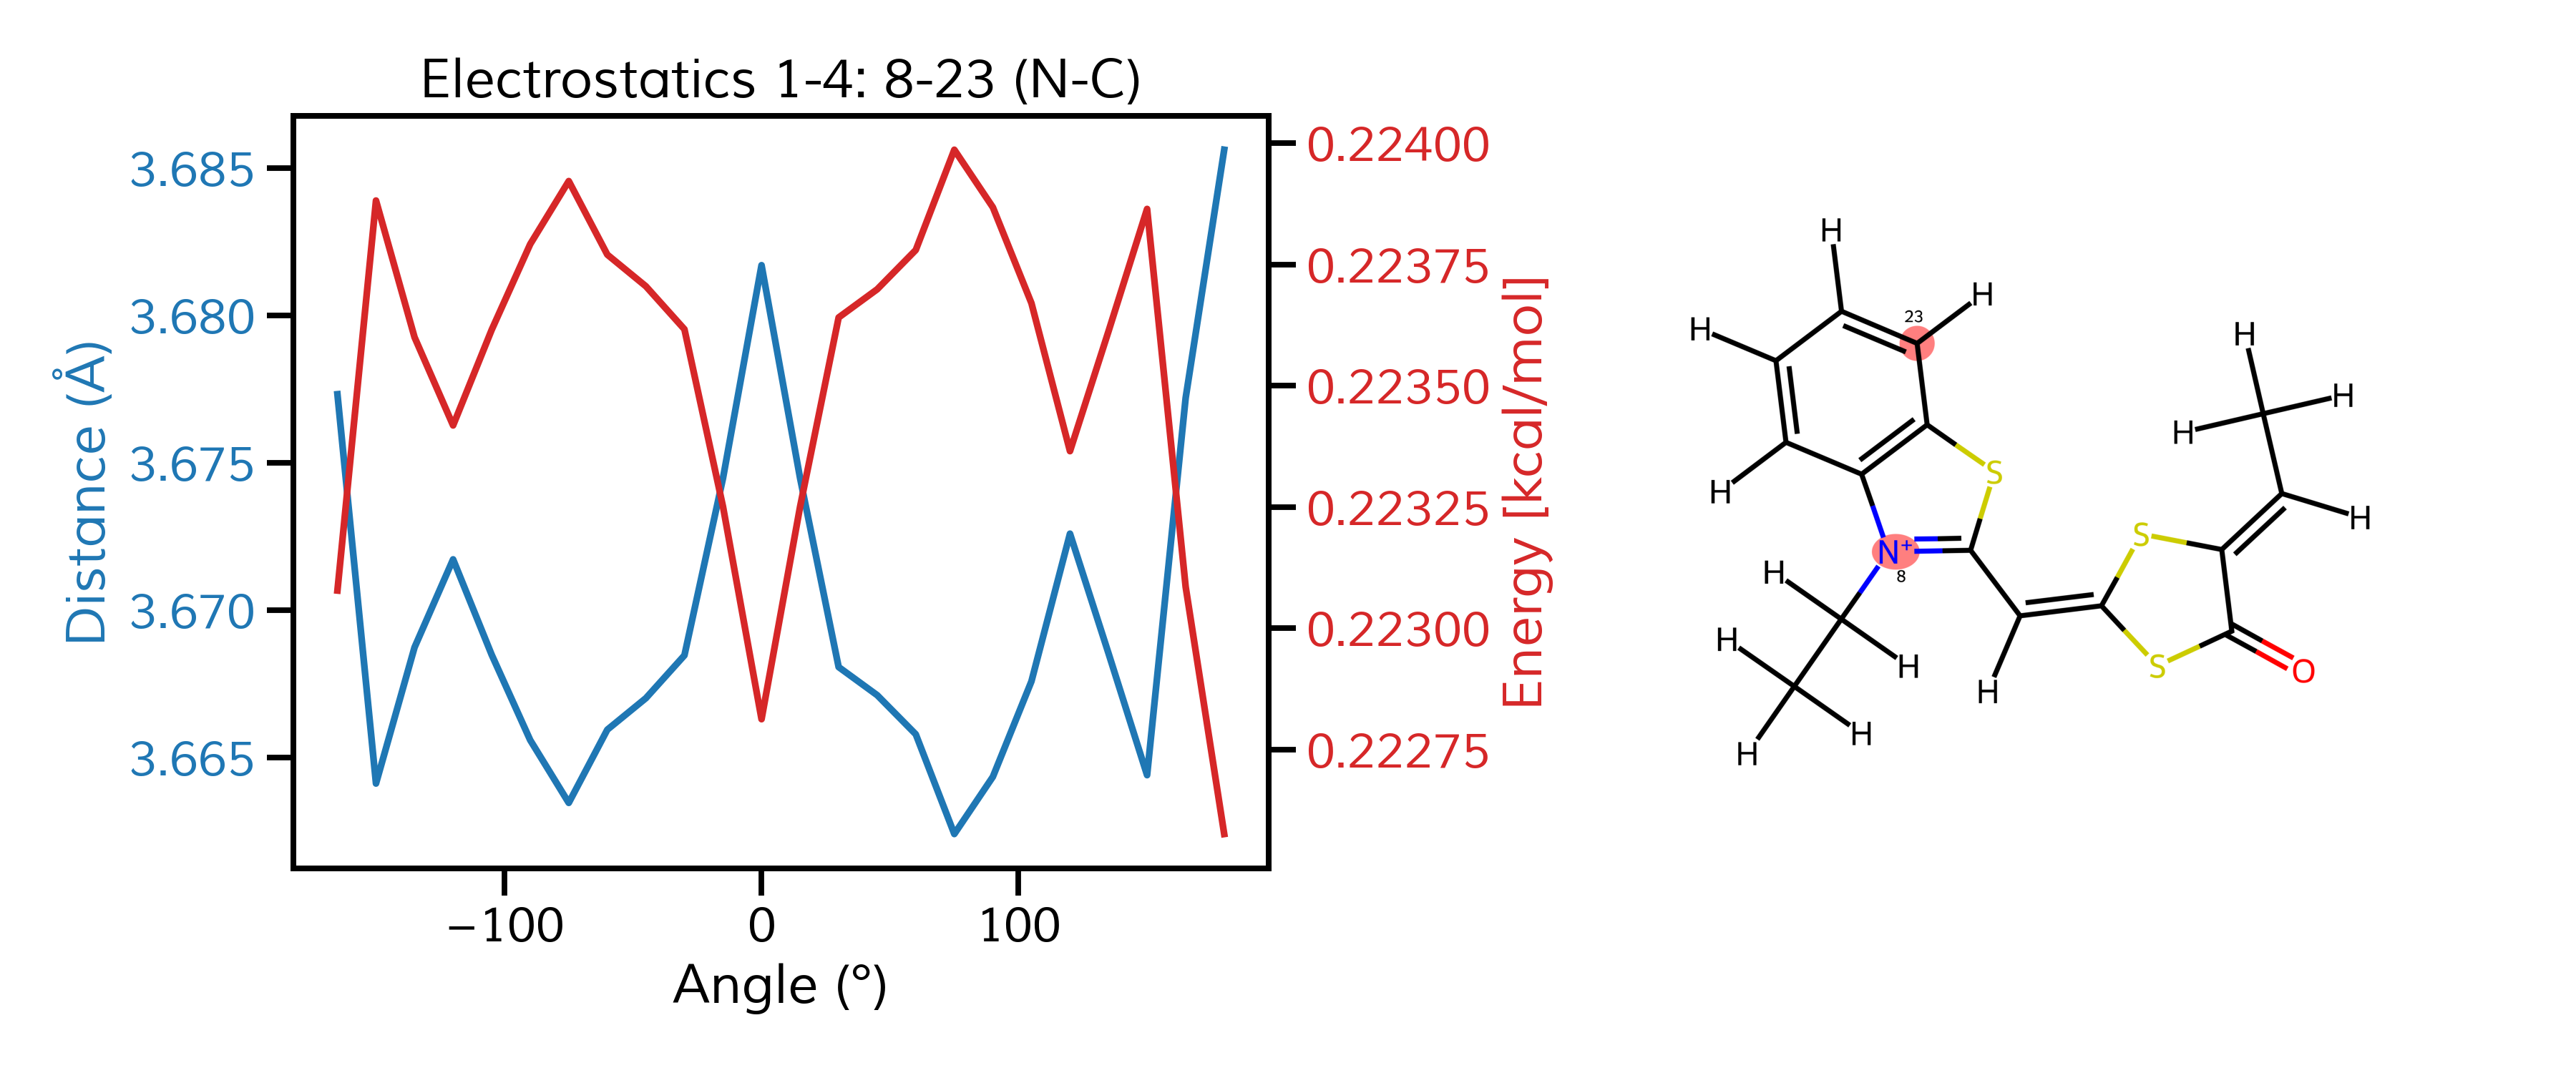 Electrostatics 1-4: 8-23 (N-C)
Distance (Å)
3.685
3.680
3.675
3.670
3.665
0.22400
0.22375
0.22350
0.22325
0.22300
0.22275
Energy [kcal/mol]
−100 0 100
Angle (°)
H
H
23
H
H
H
H
H
S
H
S
N+
8
H
H
H
S
O
H
H
H